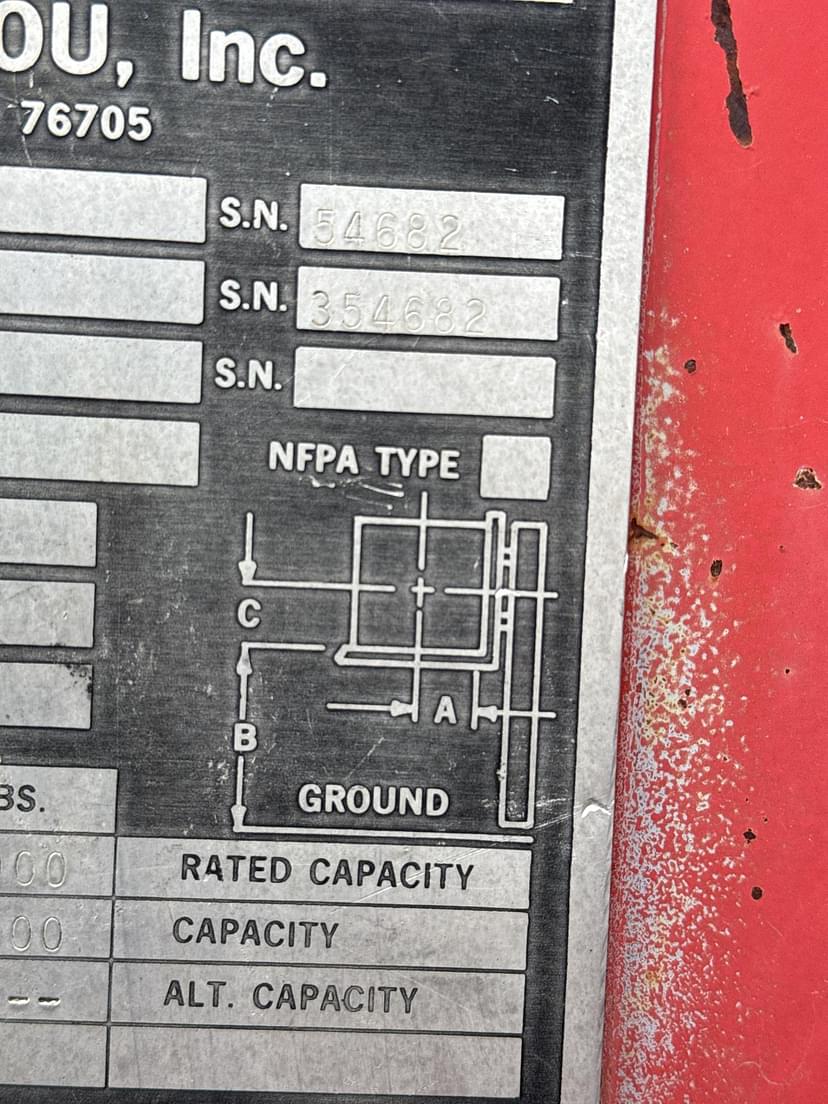 OU, Inc.
76705
S.N. 54682
S.N. 354682
S.N.
NFPA TYPE
C
A
B
GROUND
BS.
00 RATED CAPACITY
00 CAPACITY
-- ALT. CAPACITY